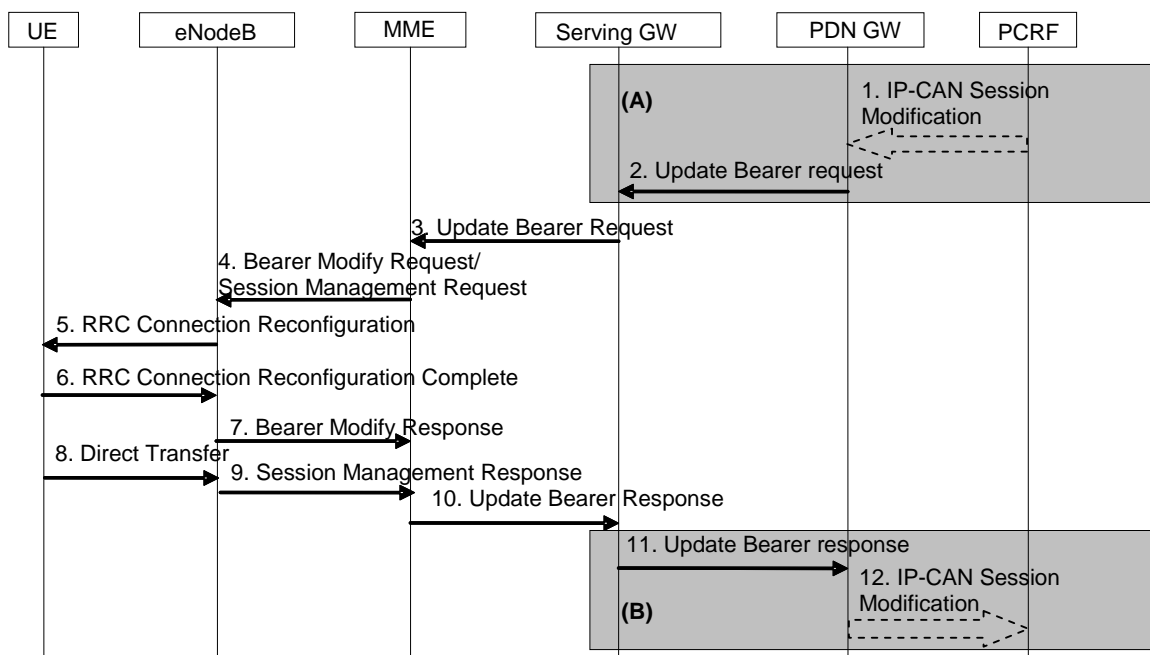 UE
eNodeB
MME
Serving GW
PDN GW
PCRF
(A)
1. IP-CAN Session
Modification
2. Update Bearer request
3. Update Bearer Request
4. Bearer Modify Request/
Session Management Request
5. RRC Connection Reconfiguration
6. RRC Connection Reconfiguration Complete
7. Bearer Modify Response
8. Direct Transfer
9. Session Management Response
10. Update Bearer Response
11. Update Bearer response
12. IP-CAN Session
Modification
(B)